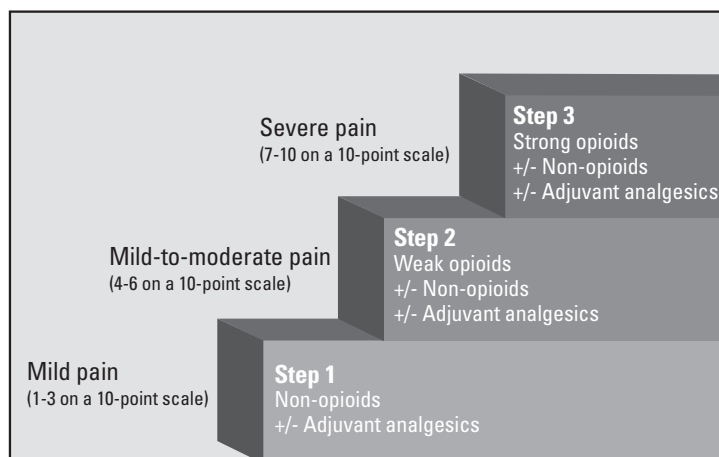 Severe pain
(7-10 on a 10-point scale)
Step 3
Strong opioids
+/- Non-opioids
+/- Adjuvant analgesics
Mild-to-moderate pain
(4-6 on a 10-point scale)
Step 2
Weak opioids
+/- Non-opioids
+/- Adjuvant analgesics
Mild pain
(1-3 on a 10-point scale)
Step 1
Non-opioids
+/- Adjuvant analgesics